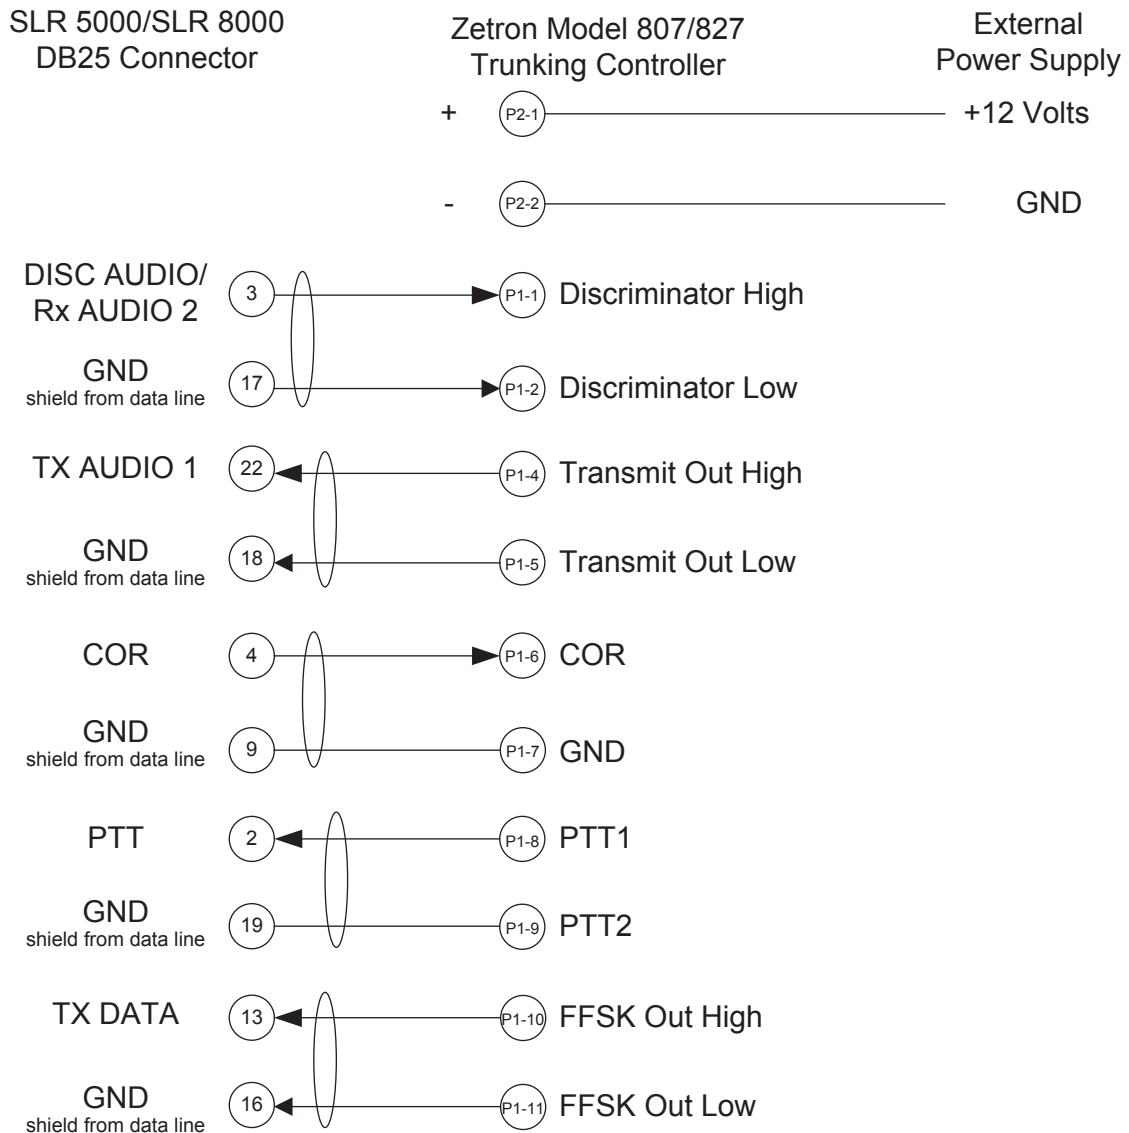 SLR 5000/SLR 8000
DB25 Connector
Zetron Model 807/827
Trunking Controller
External
Power Supply
+ P2-1 +12 Volts
- P2-2 GND
DISC AUDIO/
Rx AUDIO 2
3 P1-1 Discriminator High
GND
shield from data line
17 P1-2 Discriminator Low
TX AUDIO 1 22 P1-4 Transmit Out High
GND
shield from data line
18 P1-5 Transmit Out Low
COR 4 P1-6 COR
GND
shield from data line
9 P1-7 GND
PTT 2 P1-8 PTT1
GND
shield from data line
19 P1-9 PTT2
TX DATA 13 P1-10 FFSK Out High
GND
shield from data line
16 P1-11 FFSK Out Low